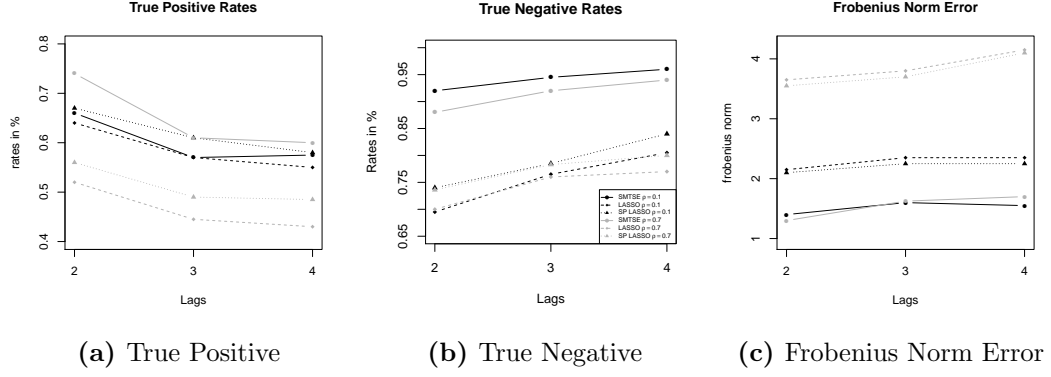 True Positive Rates
rates in %
0.8
0.7
0.6
0.5
0.4
2 3 4
Lags
(a) True Positive
True Negative Rates
Rates in %
0.95
0.85
0.75
0.65
SMTSE ρ = 0.1
LASSO ρ = 0.1
SP LASSO ρ = 0.1
SMTSE ρ = 0.7
LASSO ρ = 0.7
SP LASSO ρ = 0.7
2 3 4
Lags
(b) True Negative
Frobenius Norm Error
frobenius norm
4
3
2
1
2 3 4
Lags
(c) Frobenius Norm Error